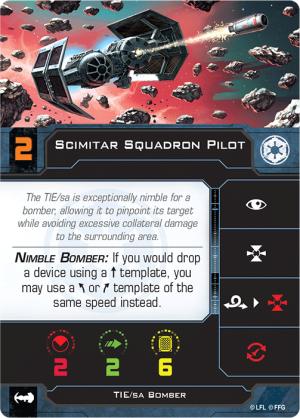 2 Scimitar Squadron Pilot
The TIE/sa is exceptionally nimble for a
bomber, allowing it to pinpoint its target
while avoiding excessive collateral damage
to the surrounding area.
Nimble Bomber: If you would drop
a device using a template, you
may use a or template of the
same speed instead.
2 2 6
TIE/sa Bomber
© LFL © FFG